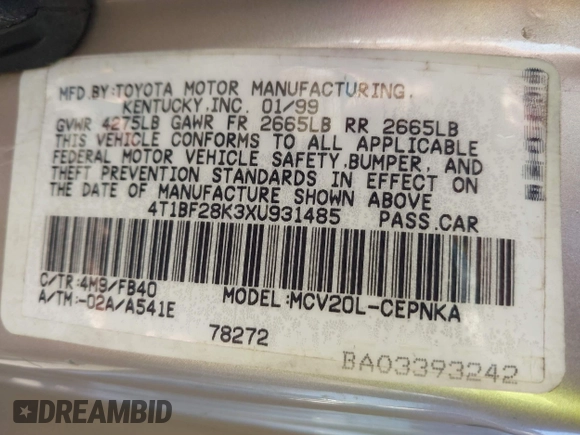 MFD.BY:TOYOTA MOTOR MANUFACTURING.
KENTUCKY.INC. 01/99
GVWR 4275LB GAWR FR 2665LB RR 2665LB
THIS VEHICLE CONFORMS TO ALL APPLICABLE
FEDERAL MOTOR VEHICLE SAFETY.BUMPER, AND
THEFT PREVENTION STANDARDS IN EFFECT ON
THE DATE OF MANUFACTURE SHOWN ABOVE
4T1BF28K3XU931485 PASS.CAR
C/TR:4M9/FB40 MODEL:MCV20L-CEPNKA
A/TM:-02A/A541E
78272
BA03393242
DREAMBID